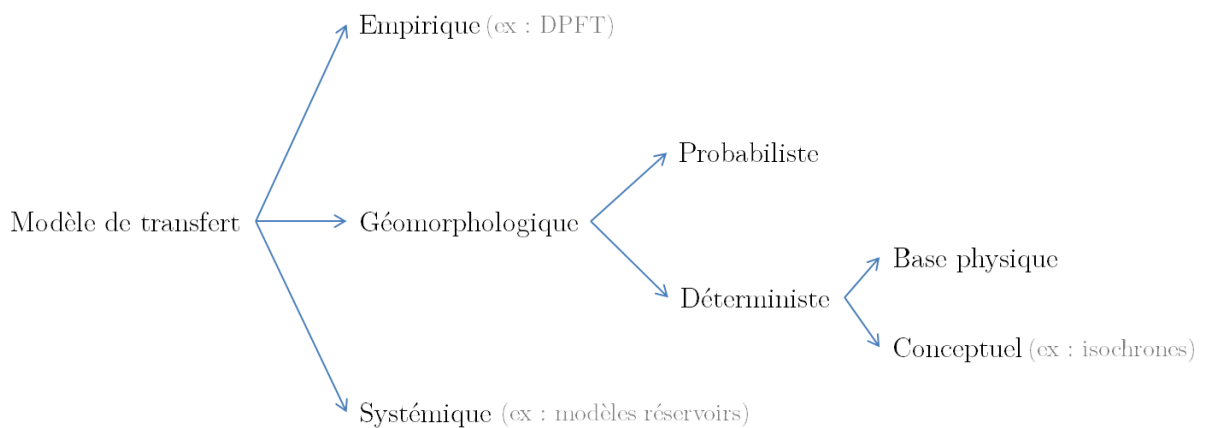 Empirique (ex : DPFT)
Probabiliste
Modèle de transfert
Géomorphologique
Base physique
Déterministe
Conceptuel (ex : isochrones)
Systémique (ex : modèles réservoirs)